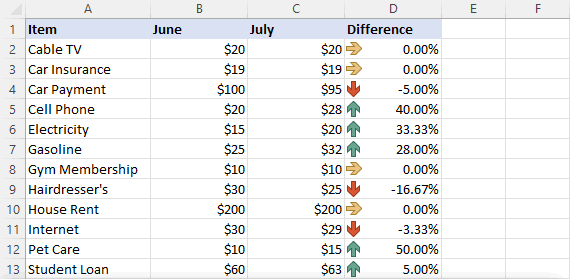 A B C D E F
1 Item June July Difference
2 Cable TV $20 $20 0.00%
3 Car Insurance $19 $19 0.00%
4 Car Payment $100 $95 -5.00%
5 Cell Phone $20 $28 40.00%
6 Electricity $15 $20 33.33%
7 Gasoline $25 $32 28.00%
8 Gym Membership $10 $10 0.00%
9 Hairdresser's $30 $25 -16.67%
10 House Rent $200 $200 0.00%
11 Internet $30 $29 -3.33%
12 Pet Care $10 $15 50.00%
13 Student Loan $60 $63 5.00%